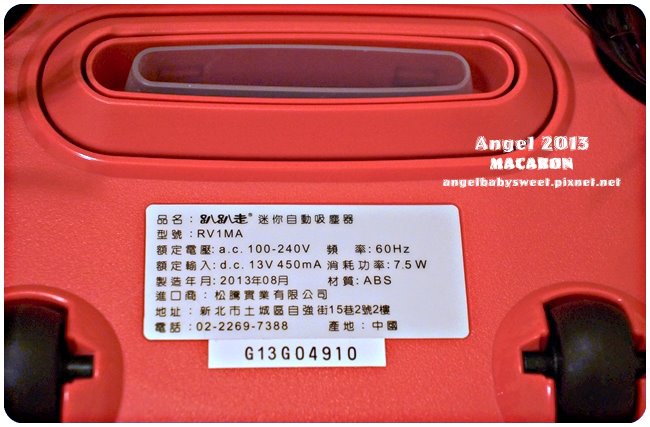 Angel 2013
MACARON
angelbabysweet.pixnet.net
品名：趴趴走® 迷你自動吸塵器
型號：RV1MA
額定電壓：a.c. 100-240V 頻 率：60Hz
額定輸入：d.c. 13V 450mA 消耗功率：7.5W
製造年月：2013年08月 材質：ABS
進口商：松騰實業有限公司
地址：新北市土城區自強街15巷2號2樓
電話：02-2269-7388 產地：中國
G13G04910